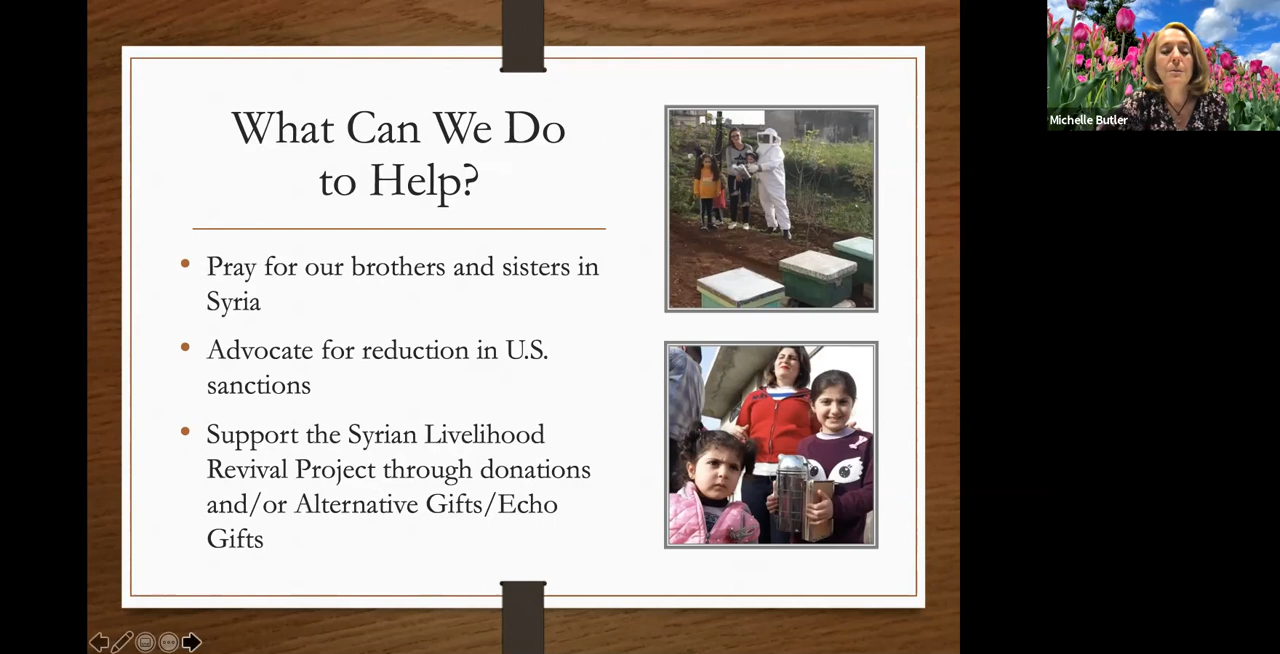 Michelle Butler
What Can We Do
to Help?
• Pray for our brothers and sisters in
Syria
• Advocate for reduction in U.S.
sanctions
• Support the Syrian Livelihood
Revival Project through donations
and/or Alternative Gifts/Echo
Gifts